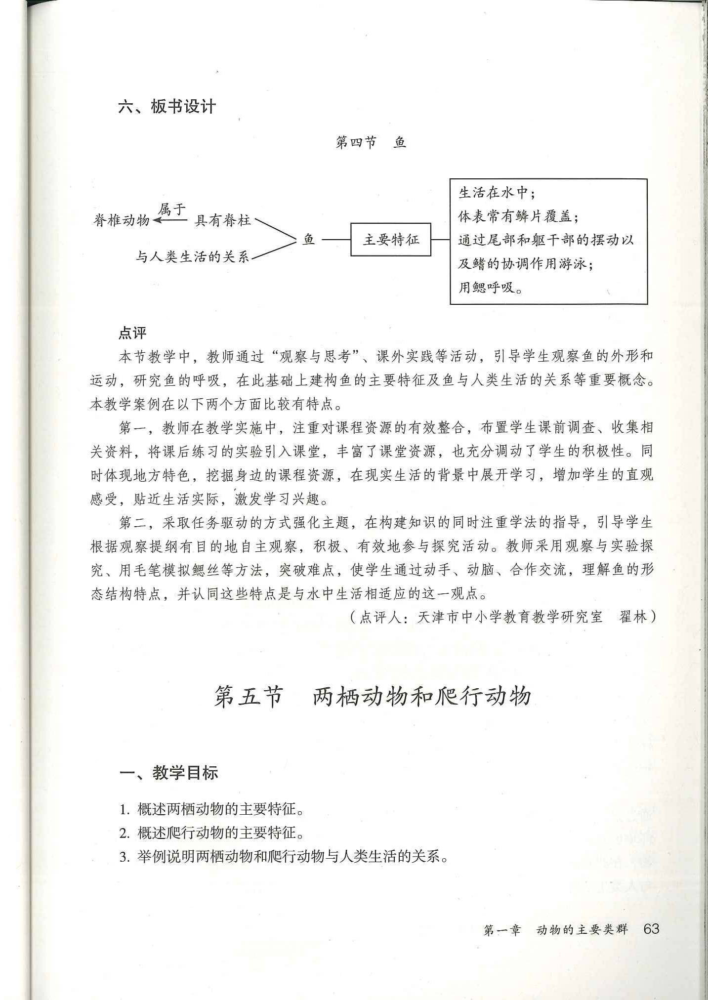 六、板书设计
第四节 鱼
脊椎动物
属于
具有脊柱
与人类生活的关系
鱼
主要特征
生活在水中；
体表常有鳞片覆盖；
通过尾部和躯干部的摆动以
及鳍的协调作用游泳；
用鳃呼吸。
点评
本节教学中，教师通过“观察与思考”、课外实践等活动，引导学生观察鱼的外形和
运动，研究鱼的呼吸，在此基础上建构鱼的主要特征及鱼与人类生活的关系等重要概念。
本教学案例在以下两个方面比较有特点。
第一，教师在教学实施中，注重对课程资源的有效整合，布置学生课前调查、收集相
关资料，将课后练习的实验引入课堂，丰富了课堂资源，也充分调动了学生的积极性。同
时体现地方特色，挖掘身边的课程资源，在现实生活的背景中展开学习，增加学生的直观
感受，贴近生活实际，激发学习兴趣。
第二，采取任务驱动的方式强化主题，在构建知识的同时注重学法的指导，引导学生
根据观察提纲有目的地自主观察，积极、有效地参与探究活动。教师采用观察与实验探
究、用毛笔模拟鳃丝等方法，突破难点，使学生通过动手、动脑、合作交流，理解鱼的形
态结构特点，并认同这些特点是与水中生活相适应的这一观点。
（点评人：天津市中小学教育教学研究室 翟林）
第五节 两栖动物和爬行动物
一、教学目标
1. 概述两栖动物的主要特征。
2. 概述爬行动物的主要特征。
3. 举例说明两栖动物和爬行动物与人类生活的关系。
第一章 动物的主要类群 63